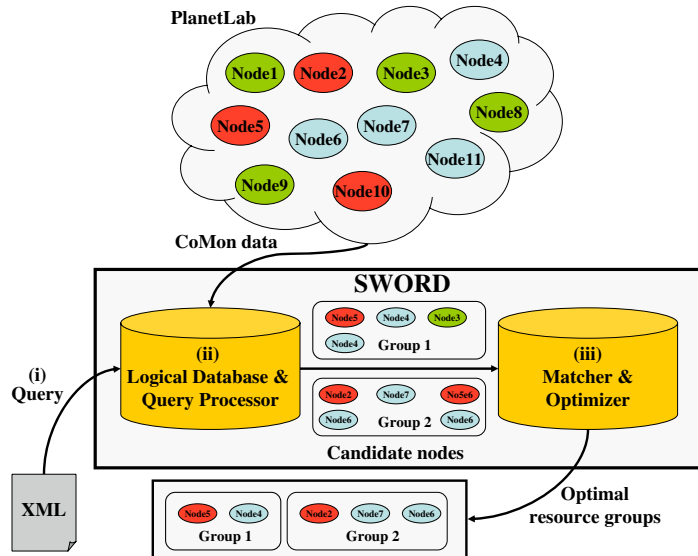 PlanetLab
Node1
Node2
Node3
Node4
Node5
Node6
Node7
Node8
Node9
Node10
Node11
CoMon data
SWORD
(i)
Query
XML
(ii)
Logical Database &
Query Processor
Node5
Node4
Node3
Node4
Group 1
Node2
Node7
No5e6
Node6
Group 2
Node6
Candidate nodes
(iii)
Matcher &
Optimizer
Optimal
resource groups
Node5
Node4
Group 1
Node2
Node7
Node6
Group 2